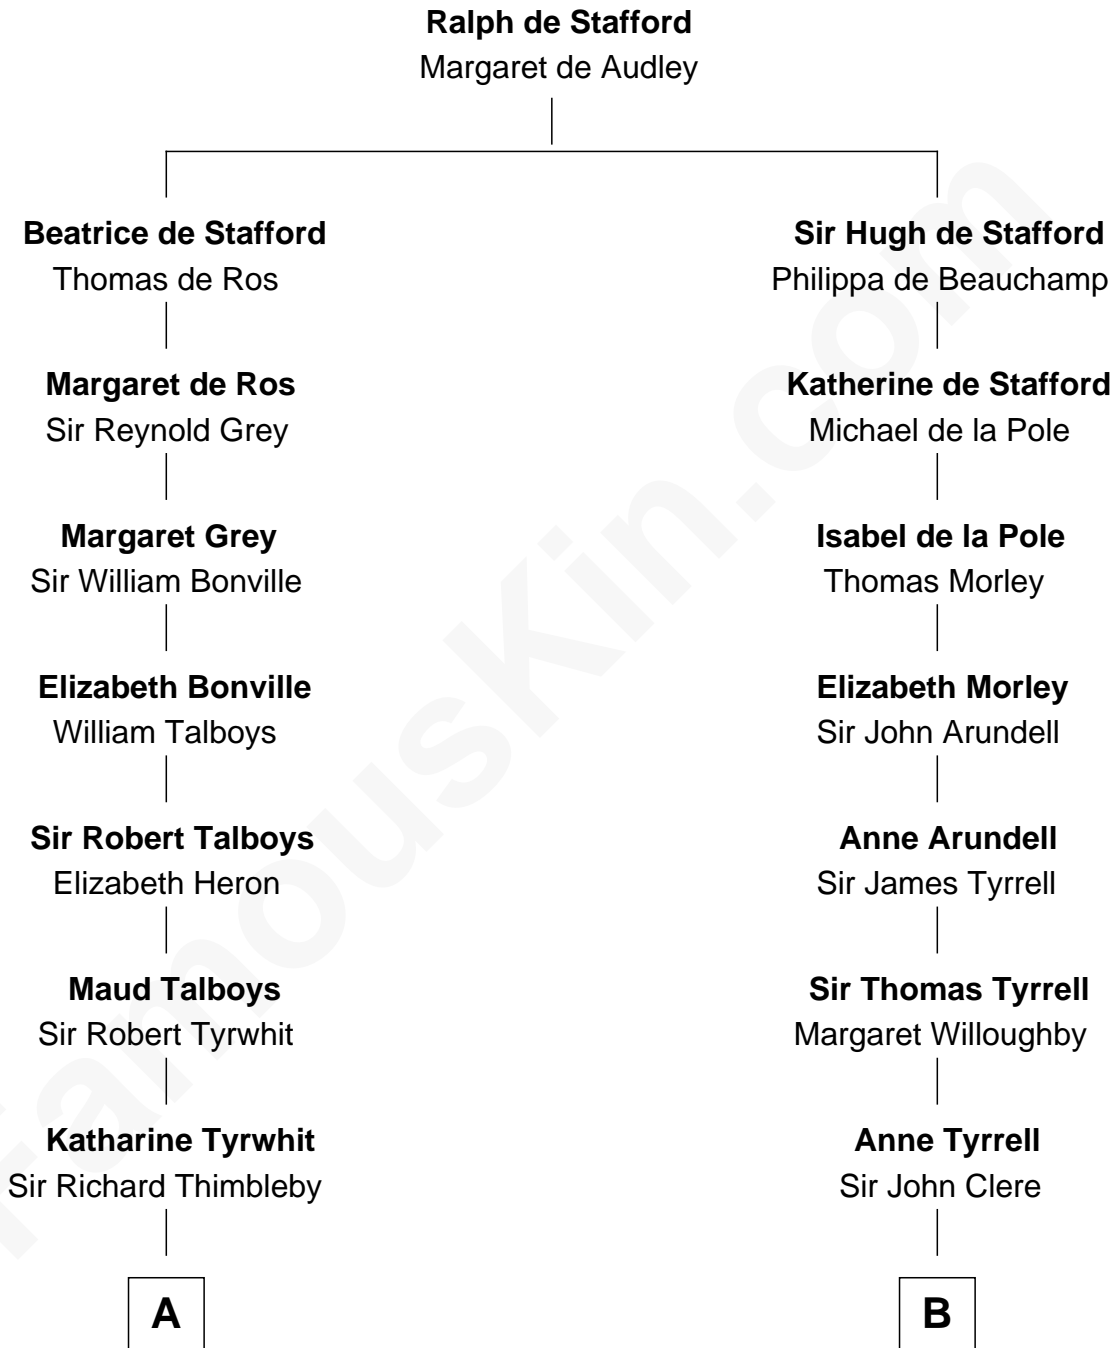 Ralph de Stafford
Margaret de Audley
Beatrice de Stafford
Thomas de Ros
Sir Hugh de Stafford
Philippa de Beauchamp
Margaret de Ros
Sir Reynold Grey
Katherine de Stafford
Michael de la Pole
Margaret Grey
Sir William Bonville
Isabel de la Pole
Thomas Morley
Elizabeth Bonville
William Talboys
Elizabeth Morley
Sir John Arundell
Sir Robert Talboys
Elizabeth Heron
Anne Arundell
Sir James Tyrrell
Maud Talboys
Sir Robert Tyrwhit
Sir Thomas Tyrrell
Margaret Willoughby
Katharine Tyrwhit
Sir Richard Thimbleby
Anne Tyrrell
Sir John Clere
A
B
FamousKin.com